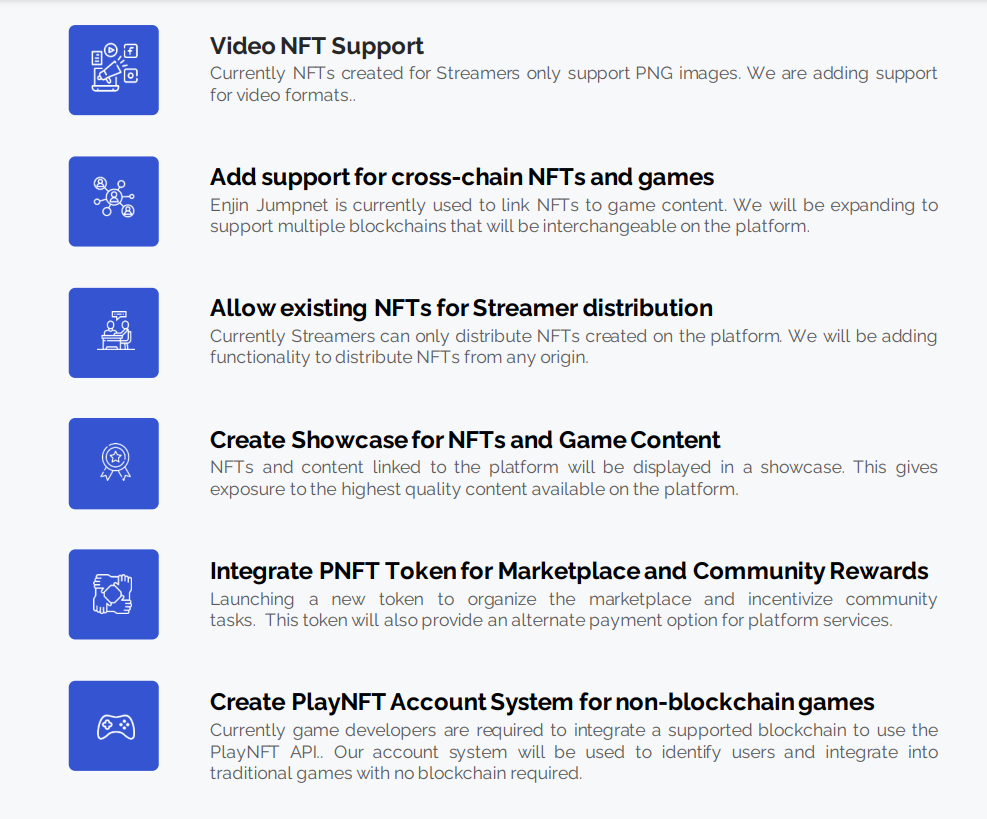 Video NFT Support
Currently NFTs created for Streamers only support PNG images. We are adding support
for video formats..
Add support for cross-chain NFTs and games
Enjin Jumpnet is currently used to link NFTs to game content. We will be expanding to
support multiple blockchains that will be interchangeable on the platform.
Allow existing NFTs for Streamer distribution
Currently Streamers can only distribute NFTs created on the platform. We will be adding
functionality to distribute NFTs from any origin.
Create Showcase for NFTs and Game Content
NFTs and content linked to the platform will be displayed in a showcase. This gives
exposure to the highest quality content available on the platform.
Integrate PNFT Token for Marketplace and Community Rewards
Launching a new token to organize the marketplace and incentivize community
tasks. This token will also provide an alternate payment option for platform services.
Create PlayNFT Account System for non-blockchain games
Currently game developers are required to integrate a supported blockchain to use the
PlayNFT API.. Our account system will be used to identify users and integrate into
traditional games with no blockchain required.